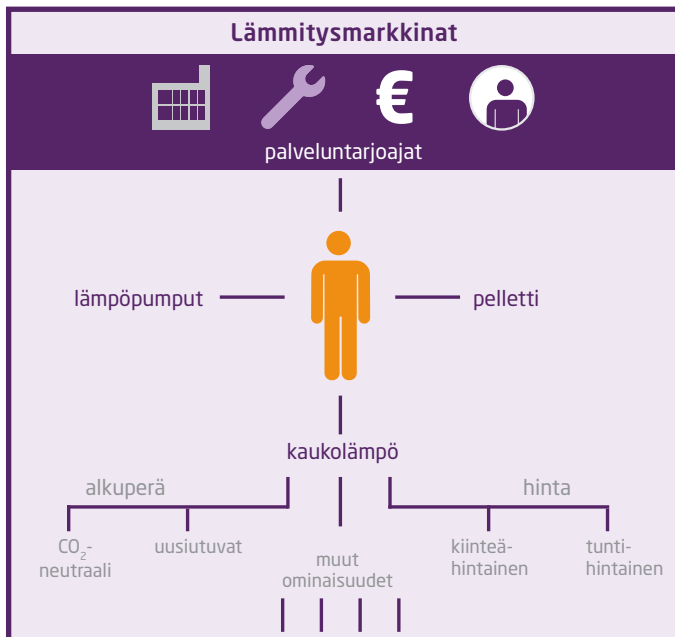 Lämmitysmarkkinat
€
palveluntarjoajat
lämpöpumput
pelletti
kaukolämpö
alkuperä
hinta
CO₂-
neutraali
uusiutuvat
muut
ominaisuudet
kiinteä-
hintainen
tunti-
hintainen